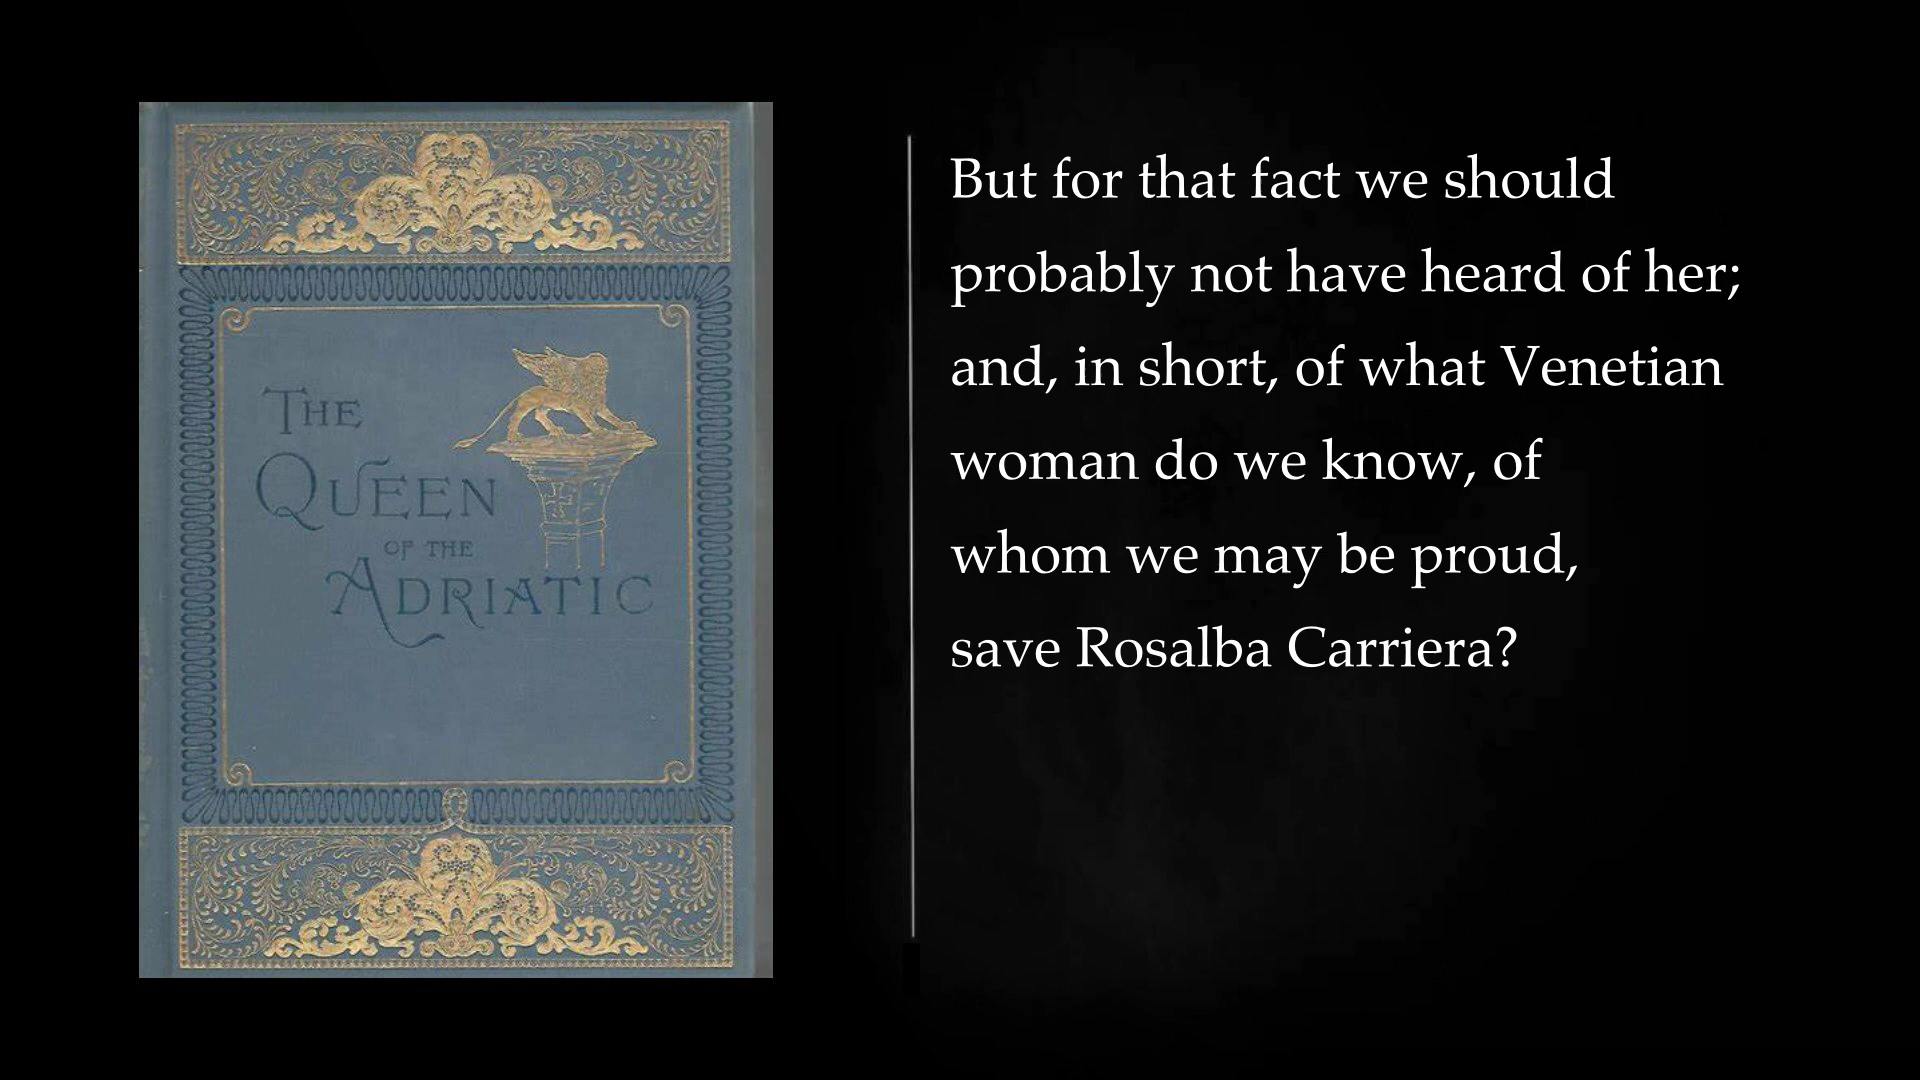 THE
QUEEN
OF THE
ADRIATIC
But for that fact we should
probably not have heard of her;
and, in short, of what Venetian
woman do we know, of
whom we may be proud,
save Rosalba Carriera?